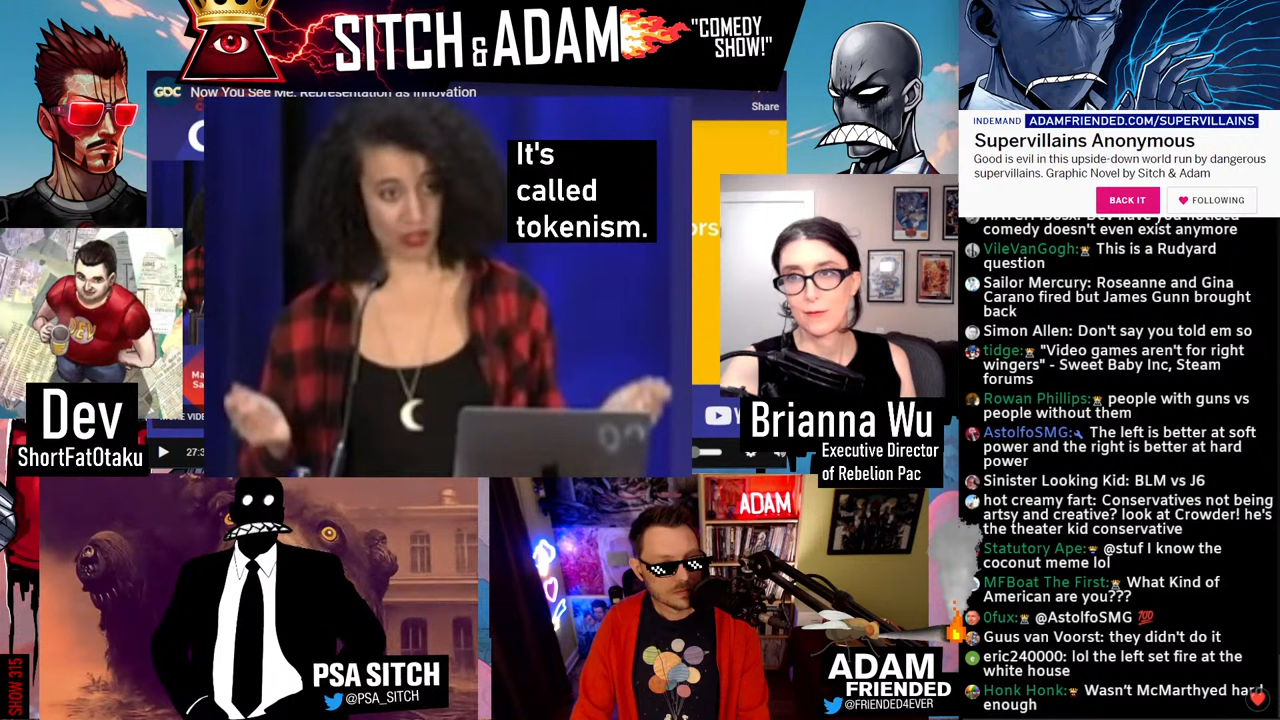 SITCH & ADAM
"COMEDY
SHOW!"
GDC
Now You See Me: Representation as Innovation
Share
It's
called
tokenism.
DEV
Dev
ShortFatOtaku
27:3
Brianna Wu
Executive Director
of Rebelion Pac
SHOW 315
PSA SITCH
@PSA_SITCH
ADAM
ADAM
FRIENDED
@FRIENDED4EVER
INDEMAND
ADAMFRIENDED.COM/SUPERVILLAINS
Supervillains Anonymous
Good is evil in this upside-down world run by dangerous
supervillains. Graphic Novel by Sitch & Adam
BACK IT
FOLLOWING
comedy doesn't even exist anymore
VileVanGogh: This is a Rudyard
question
Sailor Mercury: Roseanne and Gina
Carano fired but James Gunn brought
back
Simon Allen: Don't say you told em so
tidge: "Video games aren't for right
wingers" - Sweet Baby Inc, Steam
forums
Rowan Phillips: people with guns vs
people without them
AstolfoSMG: The left is better at soft
power and the right is better at hard
power
Sinister Looking Kid: BLM vs J6
hot creamy fart: Conservatives not being
artsy and creative? look at Crowder! he's
the theater kid conservative
Statutory Ape: @stuf I know the
coconut meme lol
MFBoat The First: What Kind of
American are you???
0fux: @AstolfoSMG 💯
Guus van Voorst: they didn't do it
eric240000: lol the left set fire at the
white house
Honk Honk: Wasn't McMarthyed hard
enough